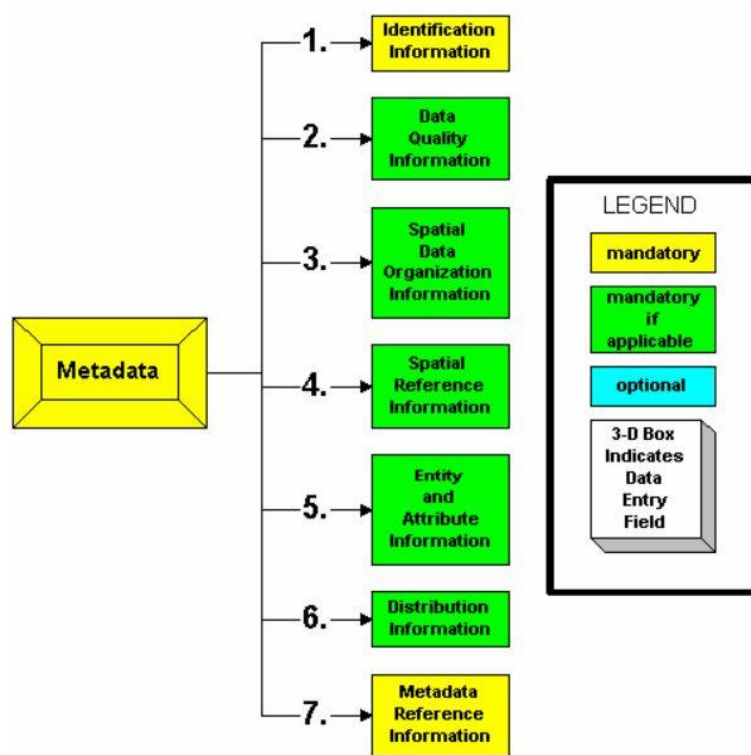 1.
Identification
Information
2.
Data
Quality
Information
3.
Spatial
Data
Organization
Information
Metadata
4.
Spatial
Reference
Information
5.
Entity
and
Attribute
Information
6.
Distribution
Information
7.
Metadata
Reference
Information
LEGEND
mandatory
mandatory
if
applicable
optional
3-D Box
Indicates
Data
Entry
Field